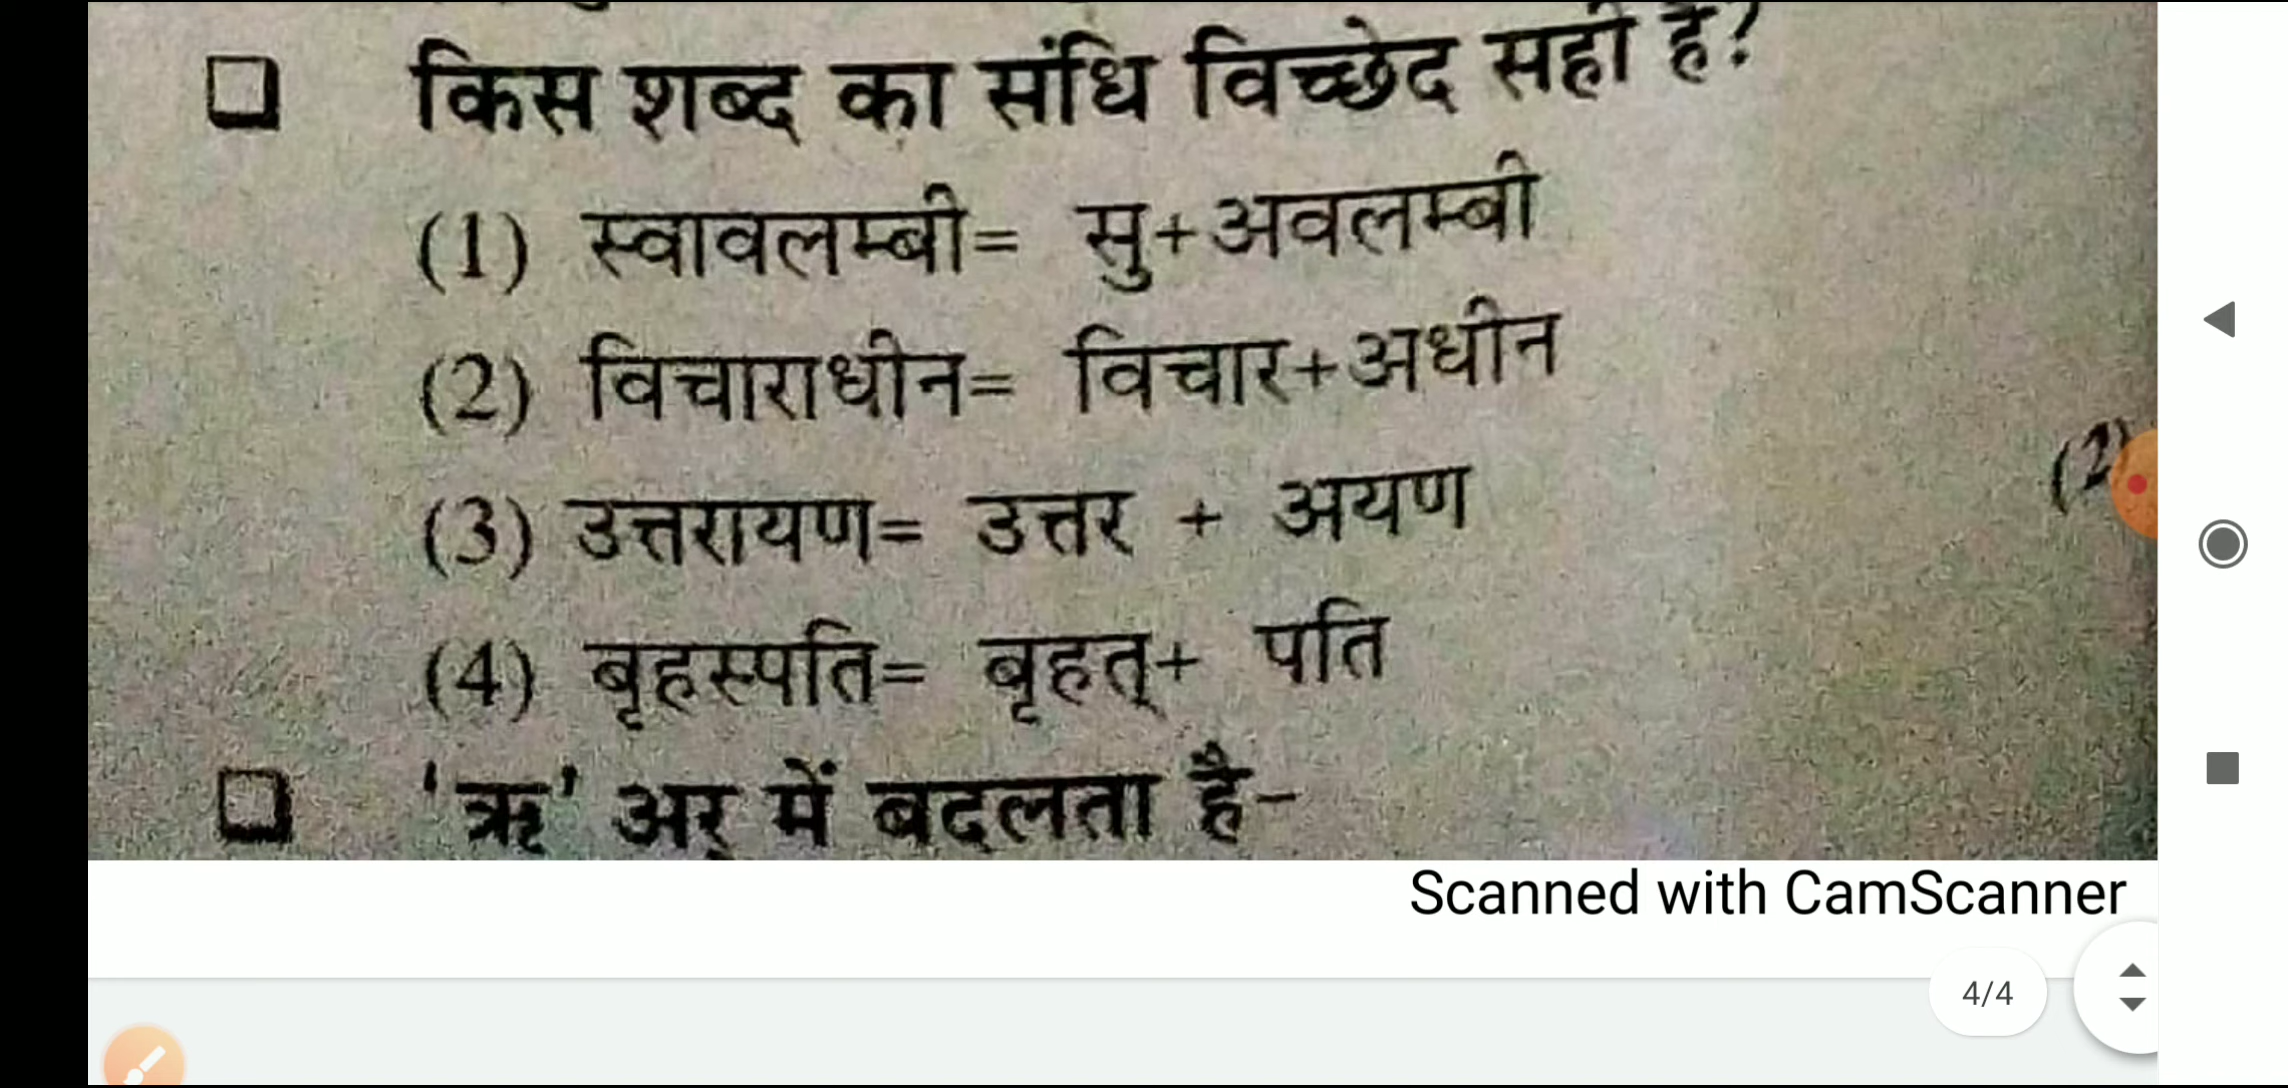 किस शब्द का संधि विच्छेद सही है?
(1) स्वावलम्बी= सु+अवलम्बी
(2) विचाराधीन= विचार+अधीन
(3) उत्तरायण= उत्तर + अयण
(2)
(4) बृहस्पति= बृहत्+ पति
'ऋ' अर् में बदलता है-
Scanned with CamScanner
4/4